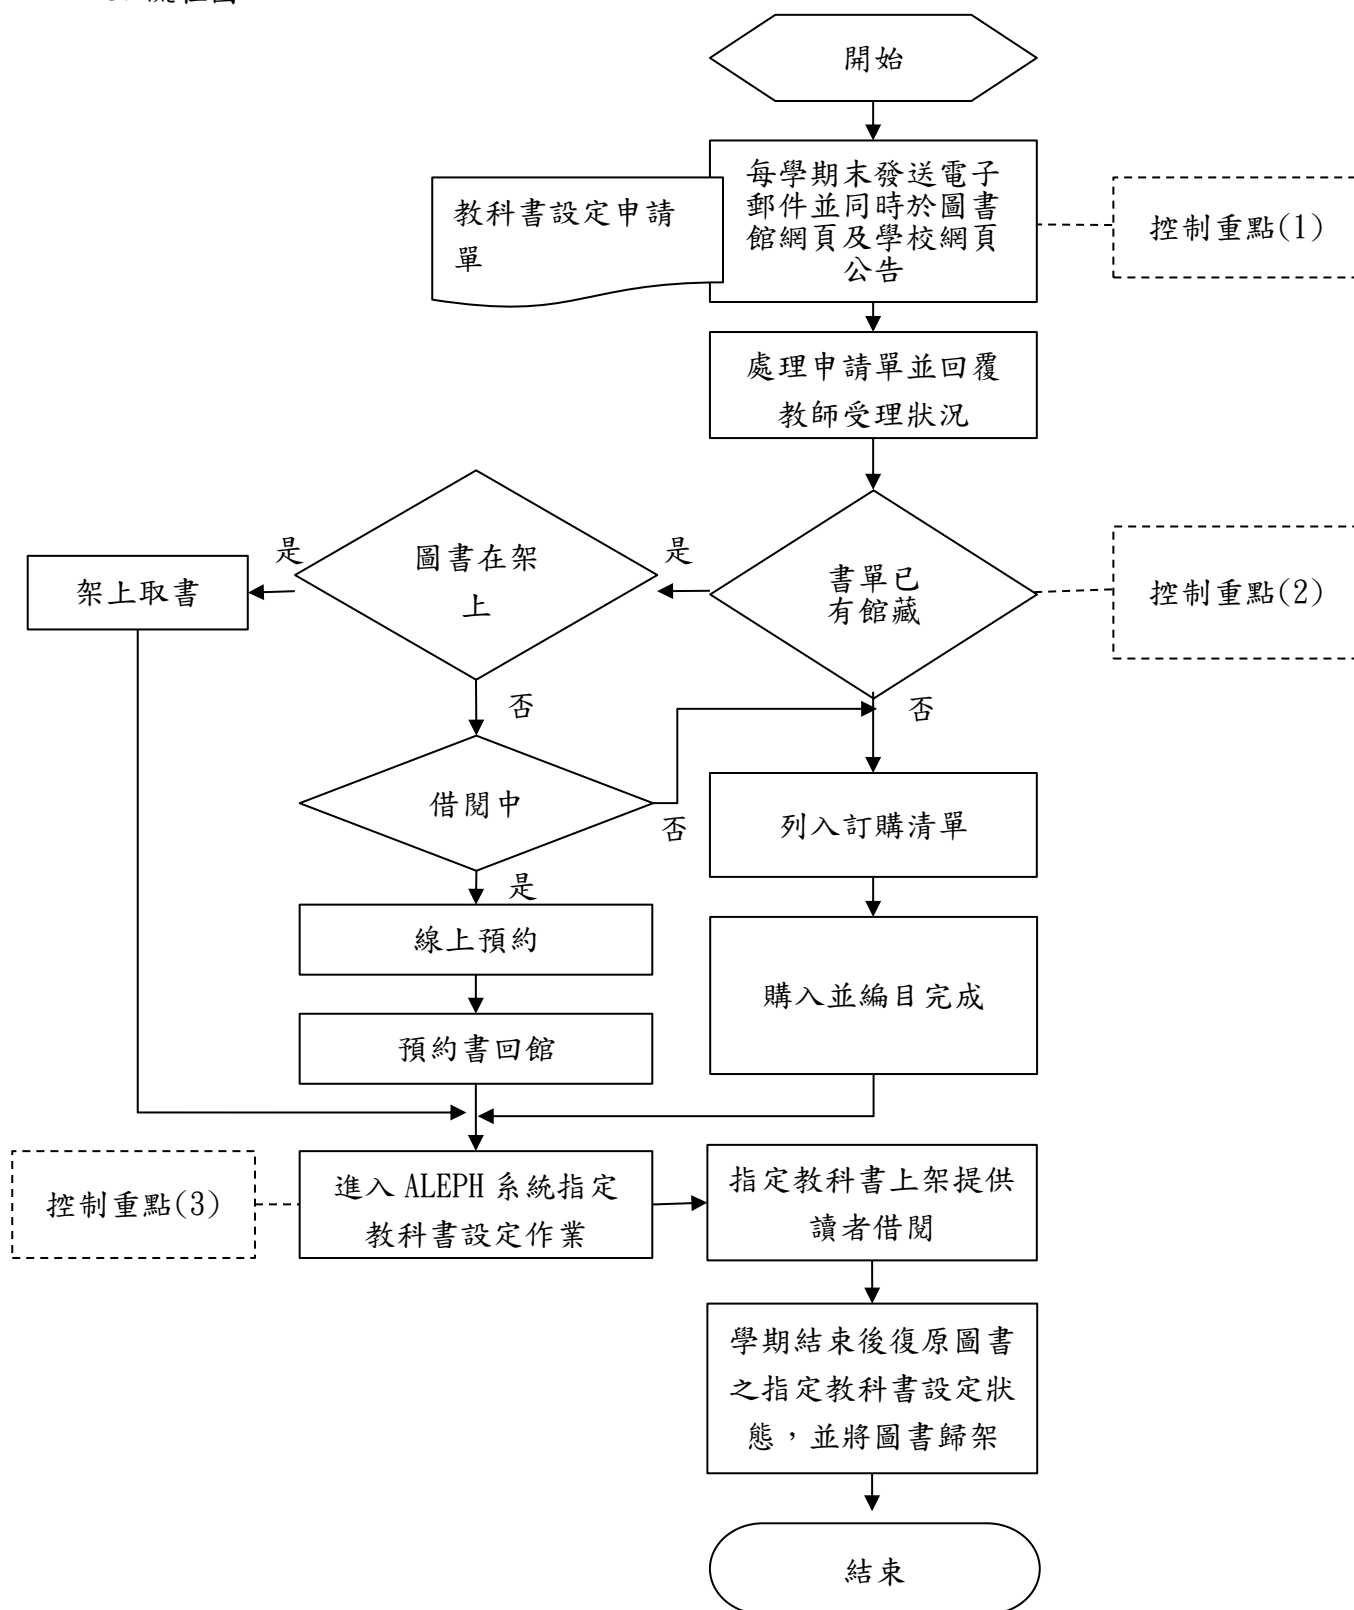 開始
每學期末發送電子
郵件並同時於圖書
館網頁及學校網頁
公告
教科書設定申請
單
控制重點(1)
處理申請單並回覆
教師受理狀況
書單已
有館藏
控制重點(2)
是
圖書在架
上
是
架上取書
否
否
借閱中
否
列入訂購清單
是
線上預約
購入並編目完成
預約書回館
控制重點(3)
進入 ALEPH 系統指定
教科書設定作業
指定教科書上架提供
讀者借閱
學期結束後復原圖書
之指定教科書設定狀
態，並將圖書歸架
結束